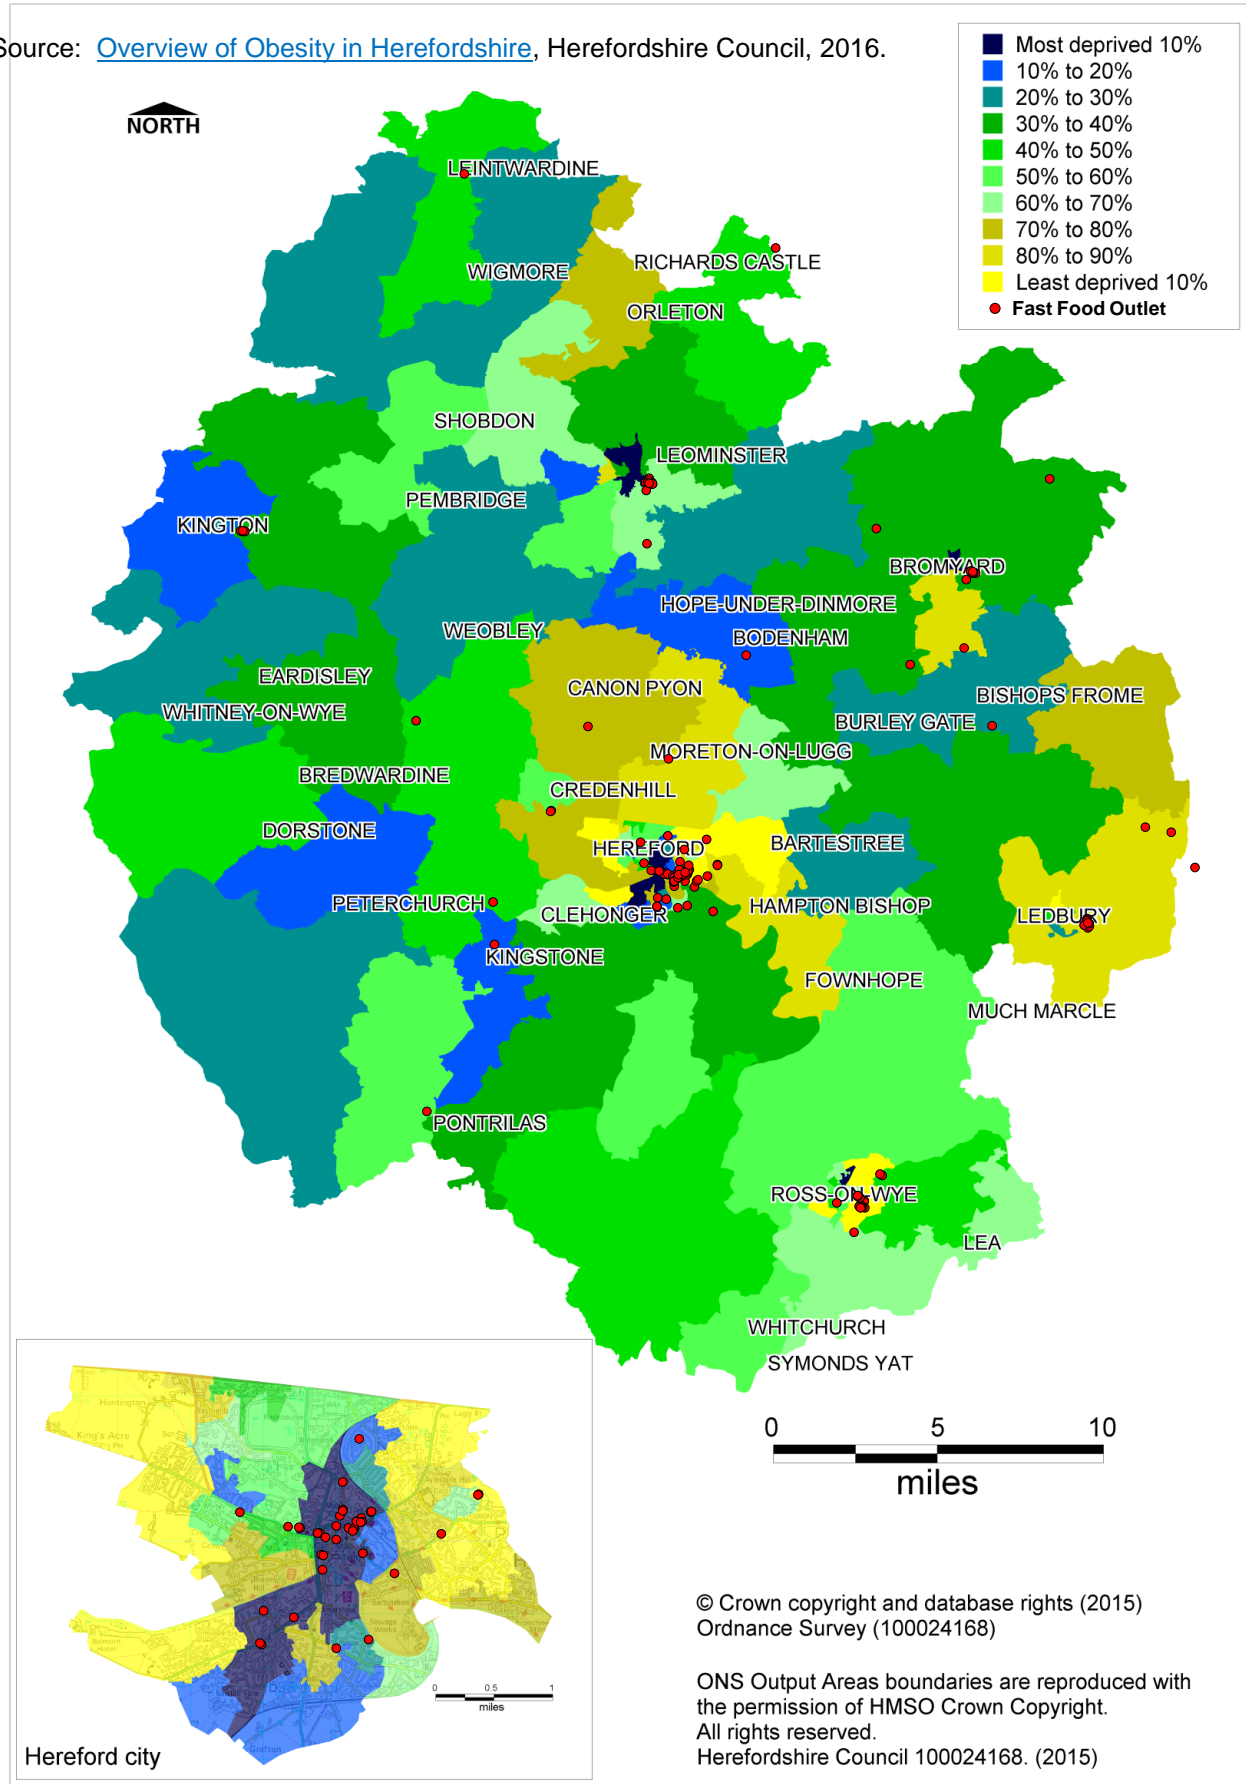 Source: Overview of Obesity in Herefordshire, Herefordshire Council, 2016.
Most deprived 10%
10% to 20%
20% to 30%
30% to 40%
40% to 50%
50% to 60%
60% to 70%
70% to 80%
80% to 90%
Least deprived 10%
Fast Food Outlet
NORTH
LEINTWARDINE
WIGMORE
RICHARDS CASTLE
ORLETON
SHOBDON
LEOMINSTER
PEMBRIDGE
KINGTON
BROMYARD
HOPE-UNDER-DINMORE
WEOBLEY
BODENHAM
EARDISLEY
CANON PYON
BISHOPS FROME
WHITNEY-ON-WYE
BURLEY GATE
MORETON-ON-LUGG
BREDWARDINE
CREDENHILL
DORSTONE
HEREFORD
BARTESTREE
PETERCHURCH
CLEHONGER
HAMPTON BISHOP
LEDBURY
KINGSTONE
FOWNHOPE
MUCH MARCLE
PONTRILAS
ROSS-ON-WYE
LEA
WHITCHURCH
SYMONDS YAT
0 5 10
miles
Huntington
King's Acre
PH
Grafton
0 0.5 1
miles
Hereford city
© Crown copyright and database rights (2015)
Ordnance Survey (100024168)
ONS Output Areas boundaries are reproduced with
the permission of HMSO Crown Copyright.
All rights reserved.
Herefordshire Council 100024168. (2015)